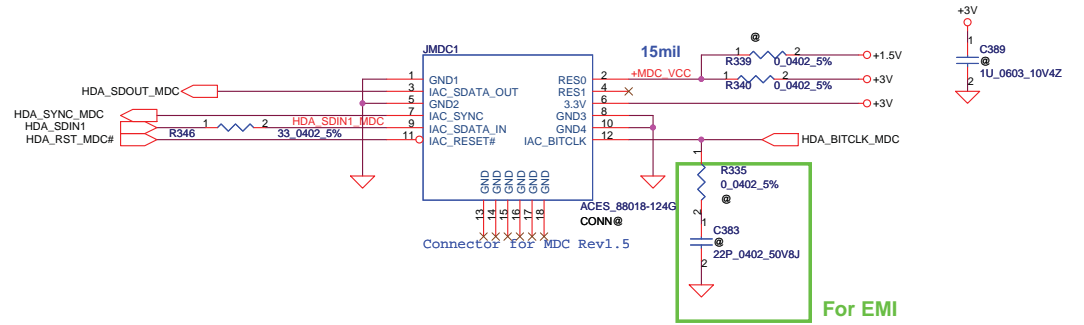 +3V
1
C389
@
1U_0603_10V4Z
2
JMDC1
15mil
@
1 2
R339 0_0402_5%
+1.5V
R340 0_0402_5%
1 2
+3V
+3V
+MDC_VCC
1 GND1
3 IAC_SDATA_OUT
5 GND2
7 IAC_SYNC
9 IAC_SDATA_IN
11 IAC_RESET#
RES0 2
RES1 4
3.3V 6
GND3 8
GND4 10
IAC_BITCLK 12
HDA_SDOUT_MDC
HDA_SYNC_MDC
HDA_SDIN1
HDA_RST_MDC#
1 2
R346 33_0402_5%
HDA_SDIN1_MDC
HDA_BITCLK_MDC
GND GND GND GND GND GND
13 14 15 16 17 18
ACES_88018-124G
CONN@
Connector for MDC Rev1.5
1
R335
0_0402_5%
@
2
1
C383
@
22P_0402_50V8J
2
For EMI